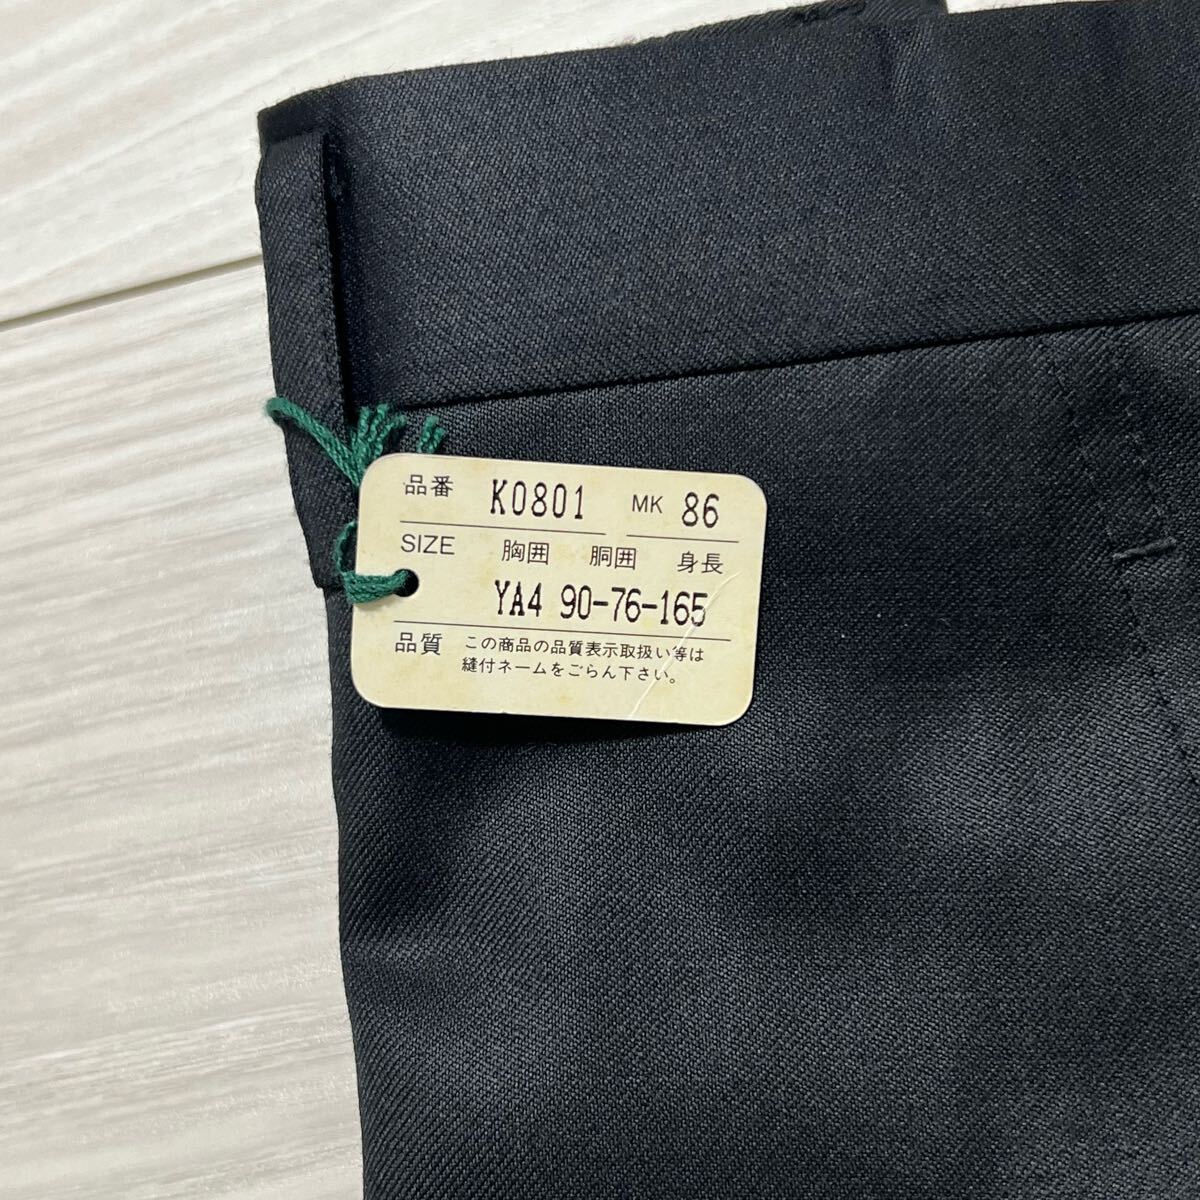 品番 K0801 MK 86
SIZE 胸囲 胴囲 身長
YA4 90-76-165
品質 この商品の品質表示取扱い等は
縫付ネームをごらん下さい。